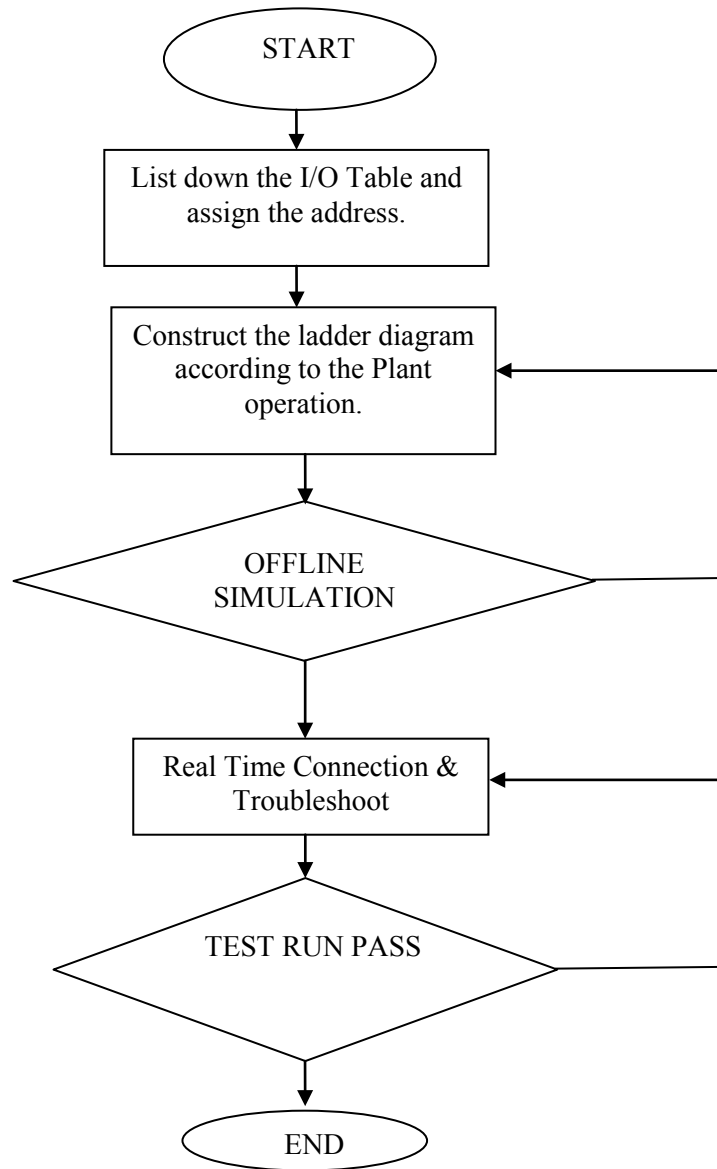 START
List down the I/O Table and
assign the address.
Construct the ladder diagram
according to the Plant
operation.
OFFLINE
SIMULATION
Real Time Connection &
Troubleshoot
TEST RUN PASS
END